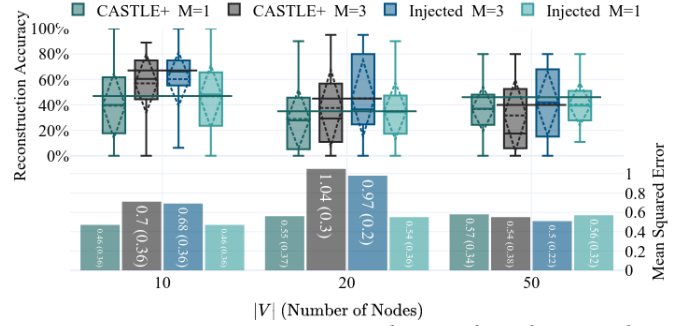 CASTLE+ M=1 CASTLE+ M=3 Injected M=3 Injected M=1
Reconstruction Accuracy
100%
80%
60%
40%
20%
0%
Mean Squared Error
1
0.8
0.6
0.4
0.2
0
0.46 (0.36) 0.7 (0.36) 0.68 (0.36) 0.46 (0.36)
0.55 (0.37) 1.04 (0.3) 0.97 (0.2) 0.54 (0.36)
0.57 (0.34) 0.54 (0.38) 0.5 (0.22) 0.56 (0.32)
10 20 50
|V| (Number of Nodes)